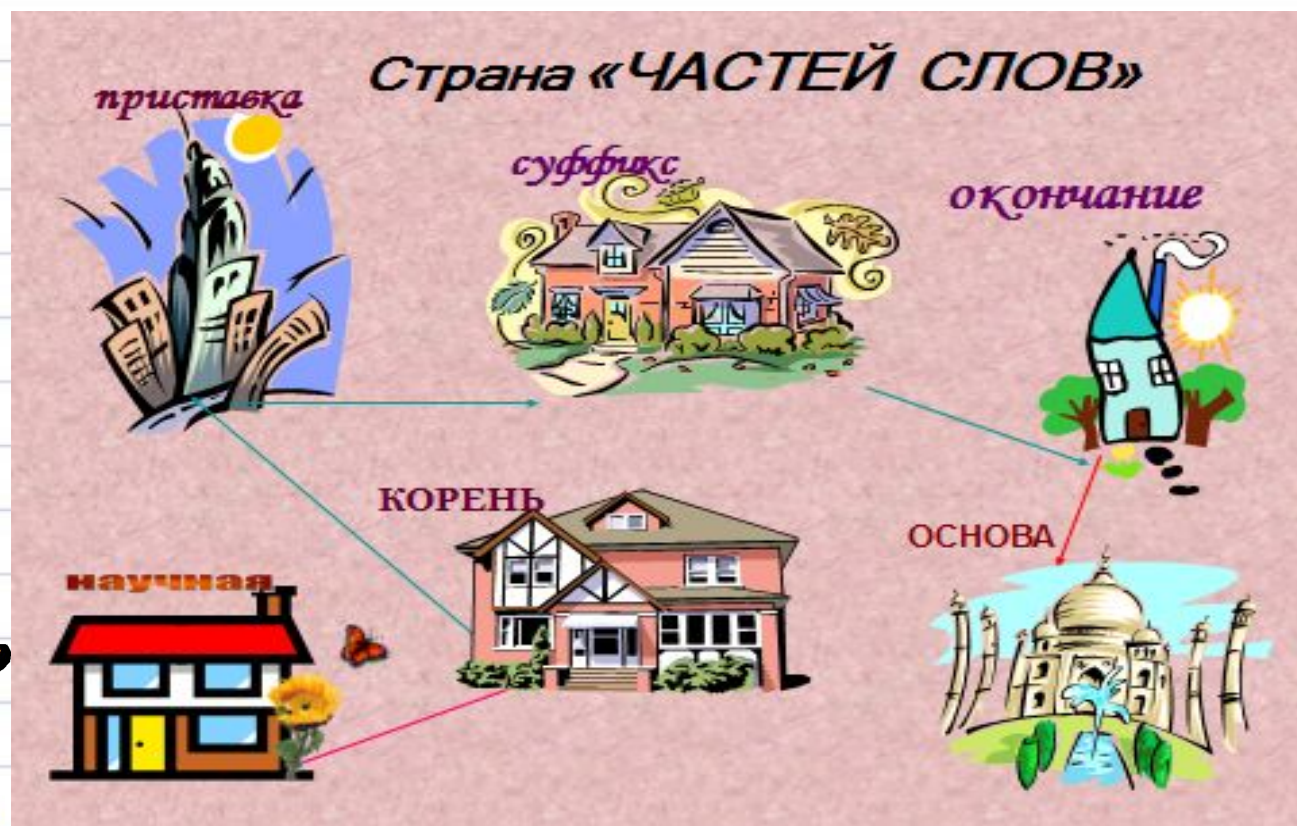 Страна «ЧАСТЕЙ СЛОВ»
приставка
суффикс
окончание
КОРЕНЬ
ОСНОВА
научная